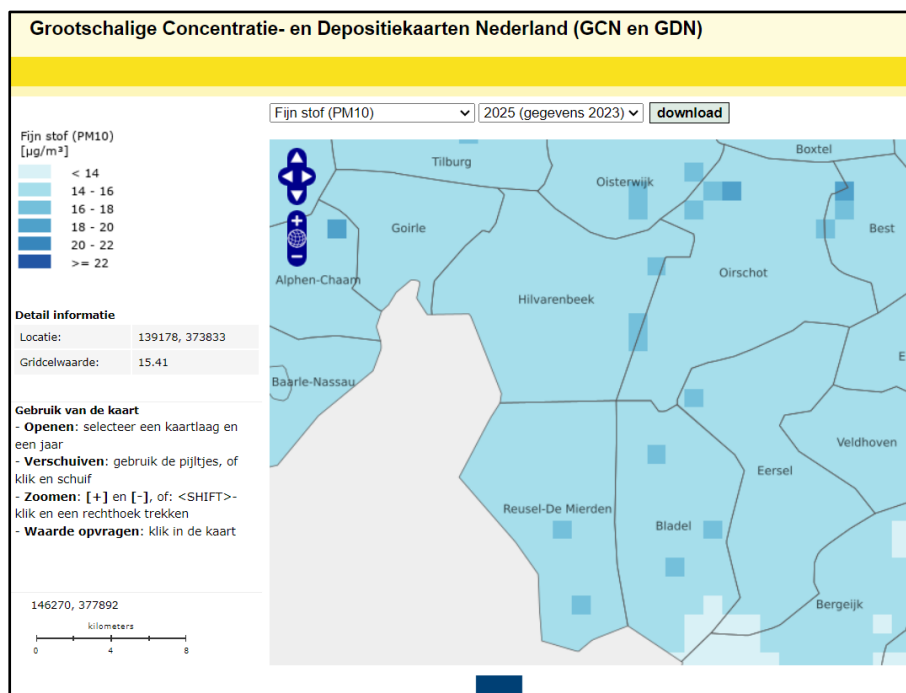 Grootschalige Concentratie- en Depositiekaarten Nederland (GCN en GDN)
Fijn stof (PM10)
2025 (gegevens 2023)
download
Fijn stof (PM10)
[µg/m³]
< 14
14 - 16
16 - 18
18 - 20
20 - 22
>= 22
Detail informatie
Locatie: 139178, 373833
Gridcelwaarde: 15.41
Gebruik van de kaart
- Openen: selecteer een kaartlaag en
een jaar
- Verschuiven: gebruik de pijltjes, of
klik en schuif
- Zoomen: [+] en [-], of: <SHIFT>-
klik en een rechthoek trekken
- Waarde opvragen: klik in de kaart
146270, 377892
kilometers
0 4 8
Tilburg
Boxtel
Oisterwijk
Goirle
Best
Alphen-Chaam
Oirschot
Hilvarenbeek
E
Baarle-Nassau
Veldhoven
Eersel
Reusel-De Mierden
Bladel
Bergeijk